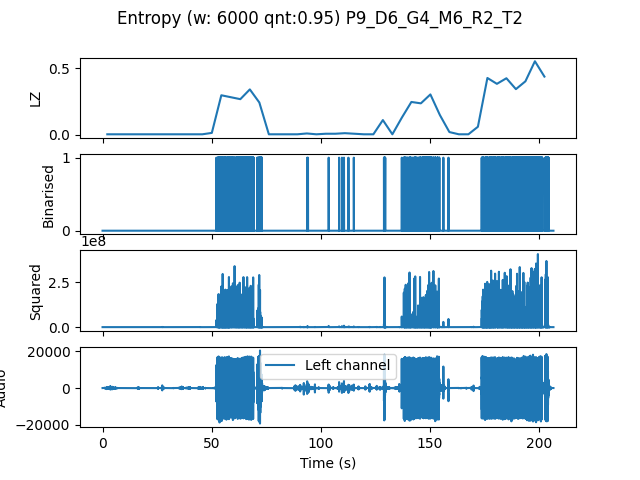 Entropy (w: 6000 qnt:0.95) P9_D6_G4_M6_R2_T2
0.5
LZ
0.0
1
Binarised
0
1e8
2.5
Squared
0.0
20000
Left channel
0
Audio
-20000
0 50 100 150 200
Time (s)